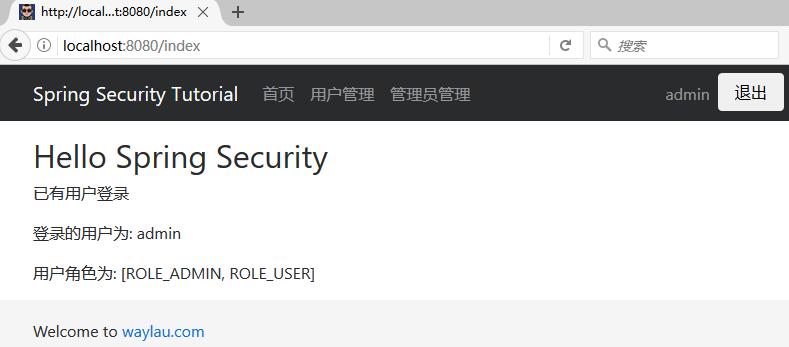 http://local...t:8080/index
localhost:8080/index
搜索
Spring Security Tutorial 首页 用户管理 管理员管理 admin 退出
Hello Spring Security
已有用户登录
登录的用户为: admin
用户角色为: [ROLE_ADMIN, ROLE_USER]
Welcome to waylau.com